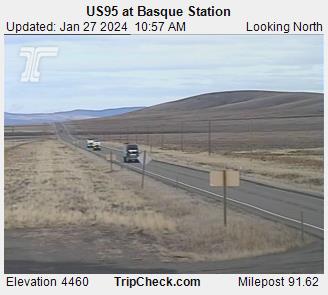 US95 at Basque Station
Updated: Jan 27 2024 10:57 AM Looking North
Elevation 4460 TripCheck.com Milepost 91.62